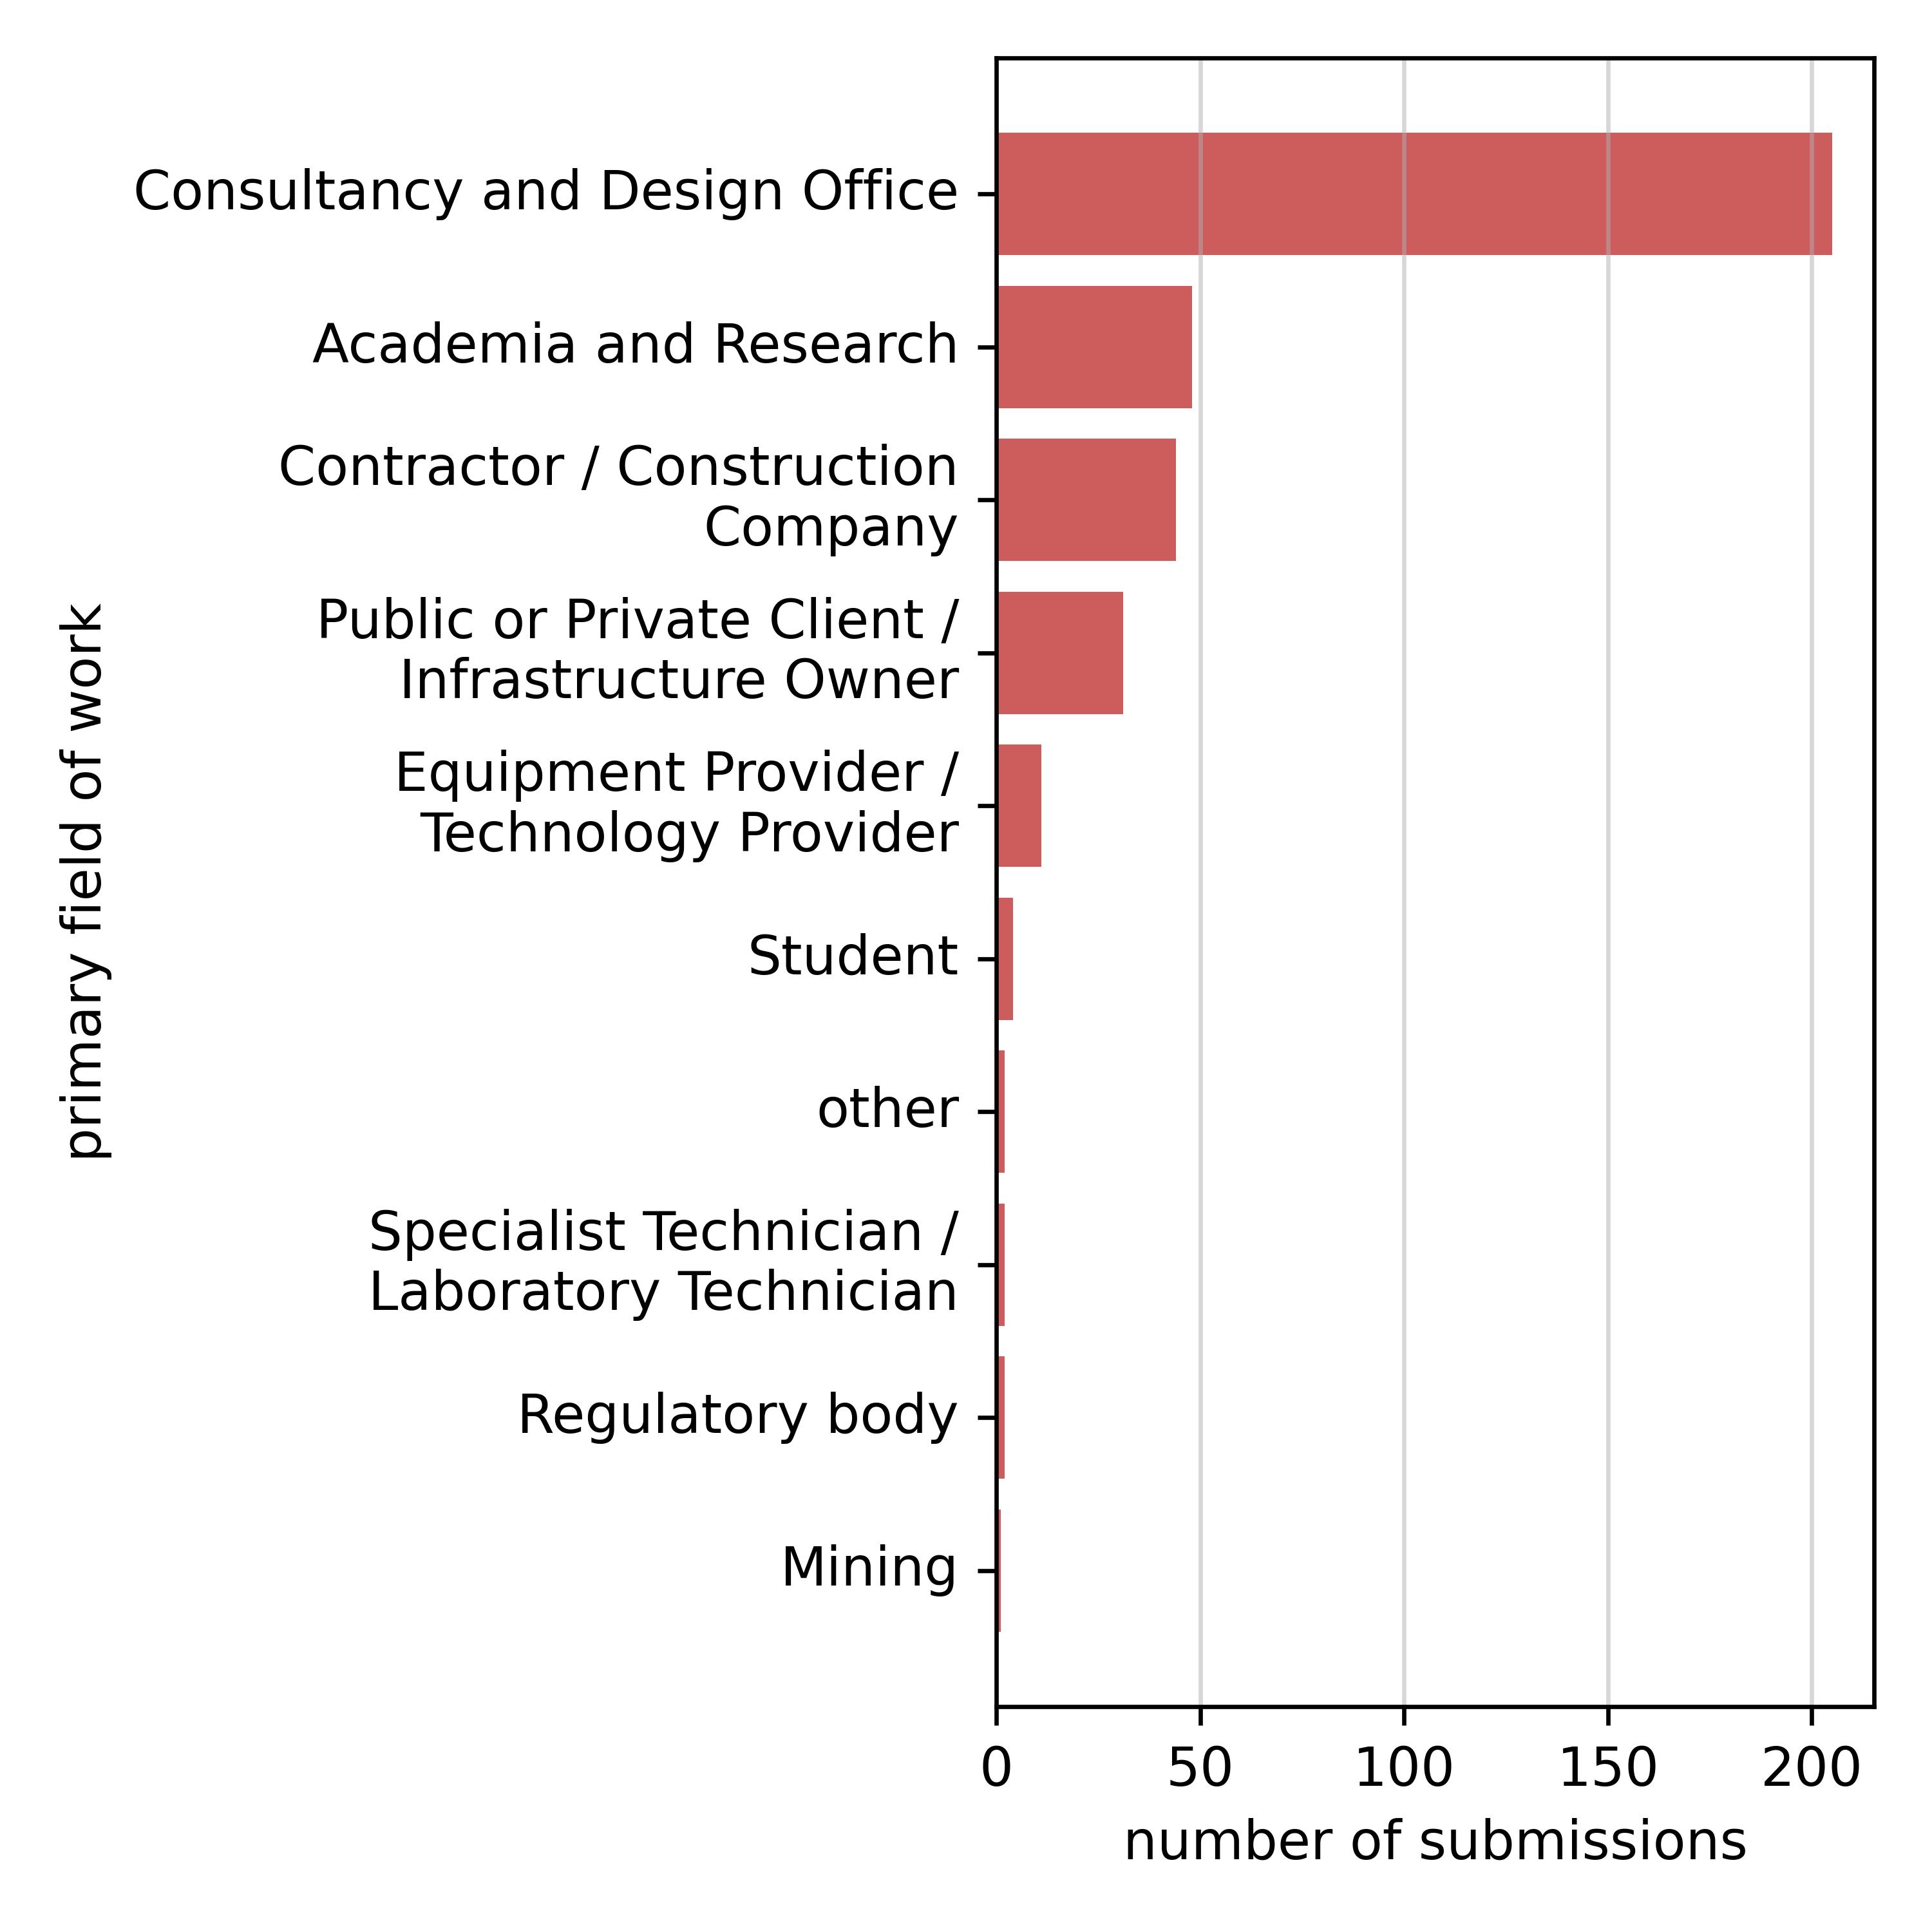 Consultancy and Design Office
Academia and Research
Contractor / Construction
Company
Public or Private Client /
Infrastructure Owner
Equipment Provider /
Technology Provider
Student
other
Specialist Technician /
Laboratory Technician
Regulatory body
Mining
primary field of work
0 50 100 150 200
number of submissions